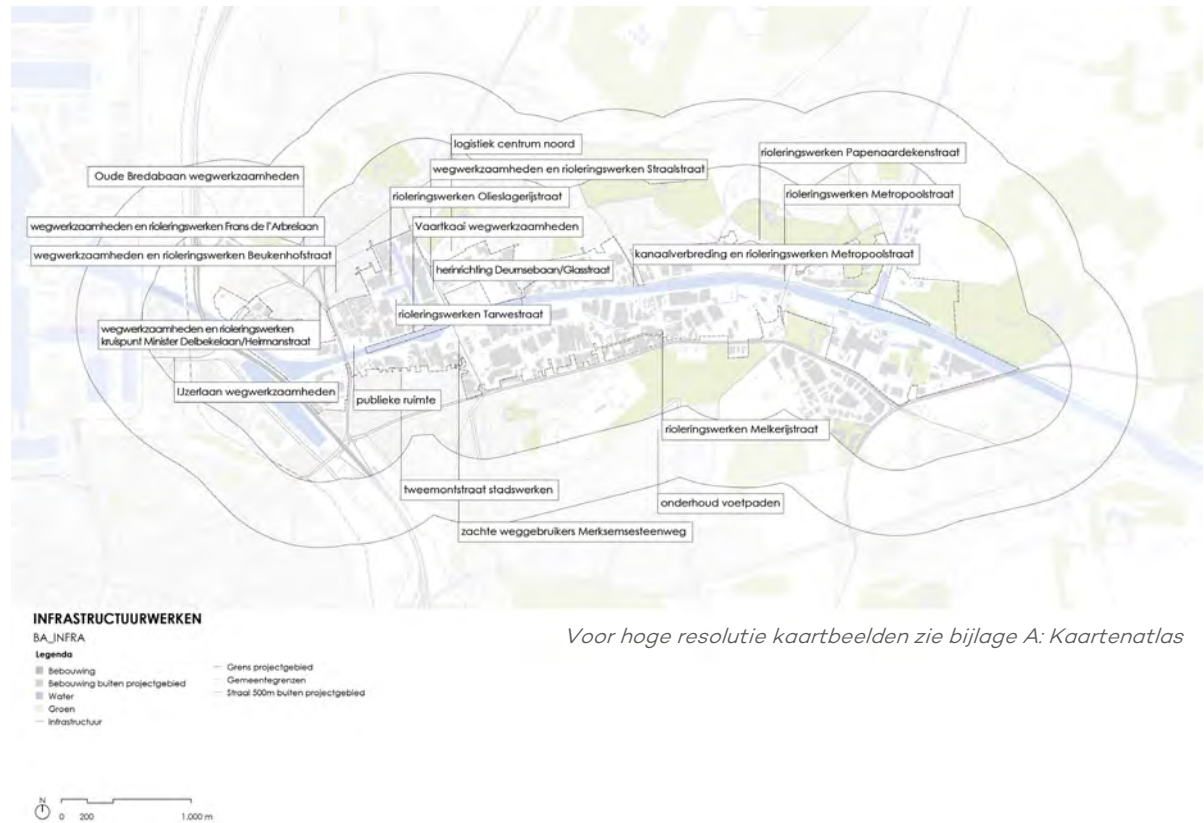 logistiek centrum noord
rioleringswerken Papenaardekenstraat
wegwerkzaamheden en rioleringswerken Straalstraat
Oude Bredabaan wegwerkzaamheden
rioleringswerken Olieslagerijstraat
rioleringswerken Metropoolstraat
wegwerkzaamheden en rioleringswerken Frans de l'Arbrelaan
Vaartkaai wegwerkzaamheden
wegwerkzaamheden en rioleringswerken Beukenhofstraat
kanaalverbreding en rioleringswerken Metropoolstraat
herinrichting Deurnsebaan/Glasstraat
rioleringswerken Tarwestraat
wegwerkzaamheden en rioleringswerken
kruispunt Minister Delbekelaan/Heirmanstraat
IJzerlaan wegwerkzaamheden
publieke ruimte
rioleringswerken Melkerijstraat
tweemontstraat stadswerken
onderhoud voetpaden
zachte weggebruikers Merksemsesteenweg
INFRASTRUCTUURWERKEN
BA_INFRA
Voor hoge resolutie kaartbeelden zie bijlage A: Kaartenatlas
Legenda
Bebouwing
Bebouwing buiten projectgebied
Water
Groen
Infrastructuur
Grens projectgebied
Gemeentegrenzen
Straal 500m buiten projectgebied
N
0 200 1.000 m